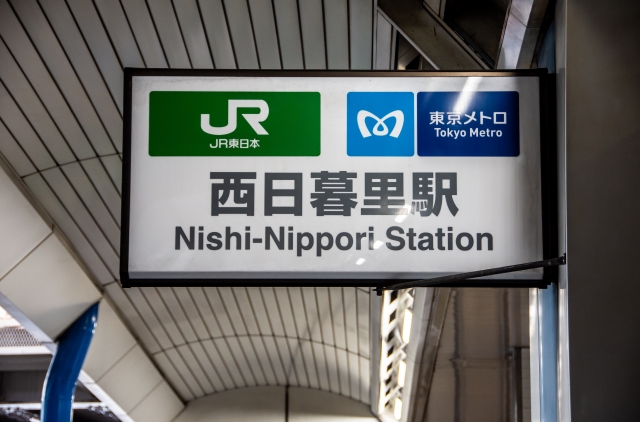 JR
JR東日本
東京メトロ
Tokyo Metro
西日暮里駅
Nishi-Nippori Station